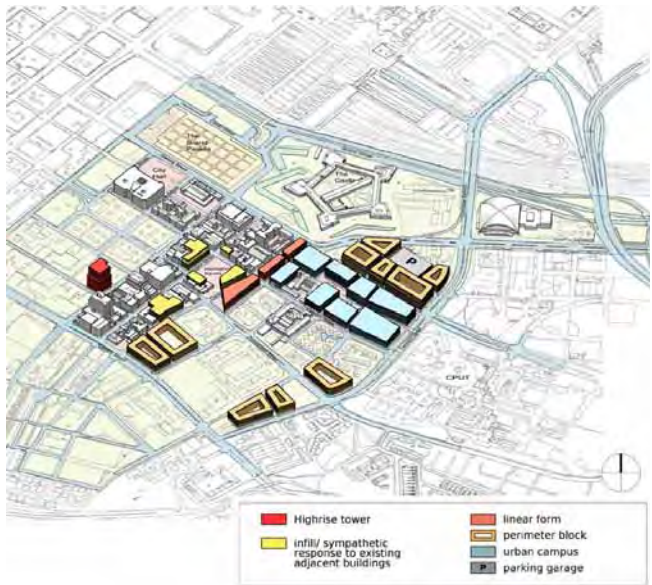 The
Grand
Parade
City
Hall
The
Castle
P
CPUT
Highrise tower
infill/ sympathetic
response to existing
adjacent buildings
linear form
perimeter block
urban campus
P
parking garage